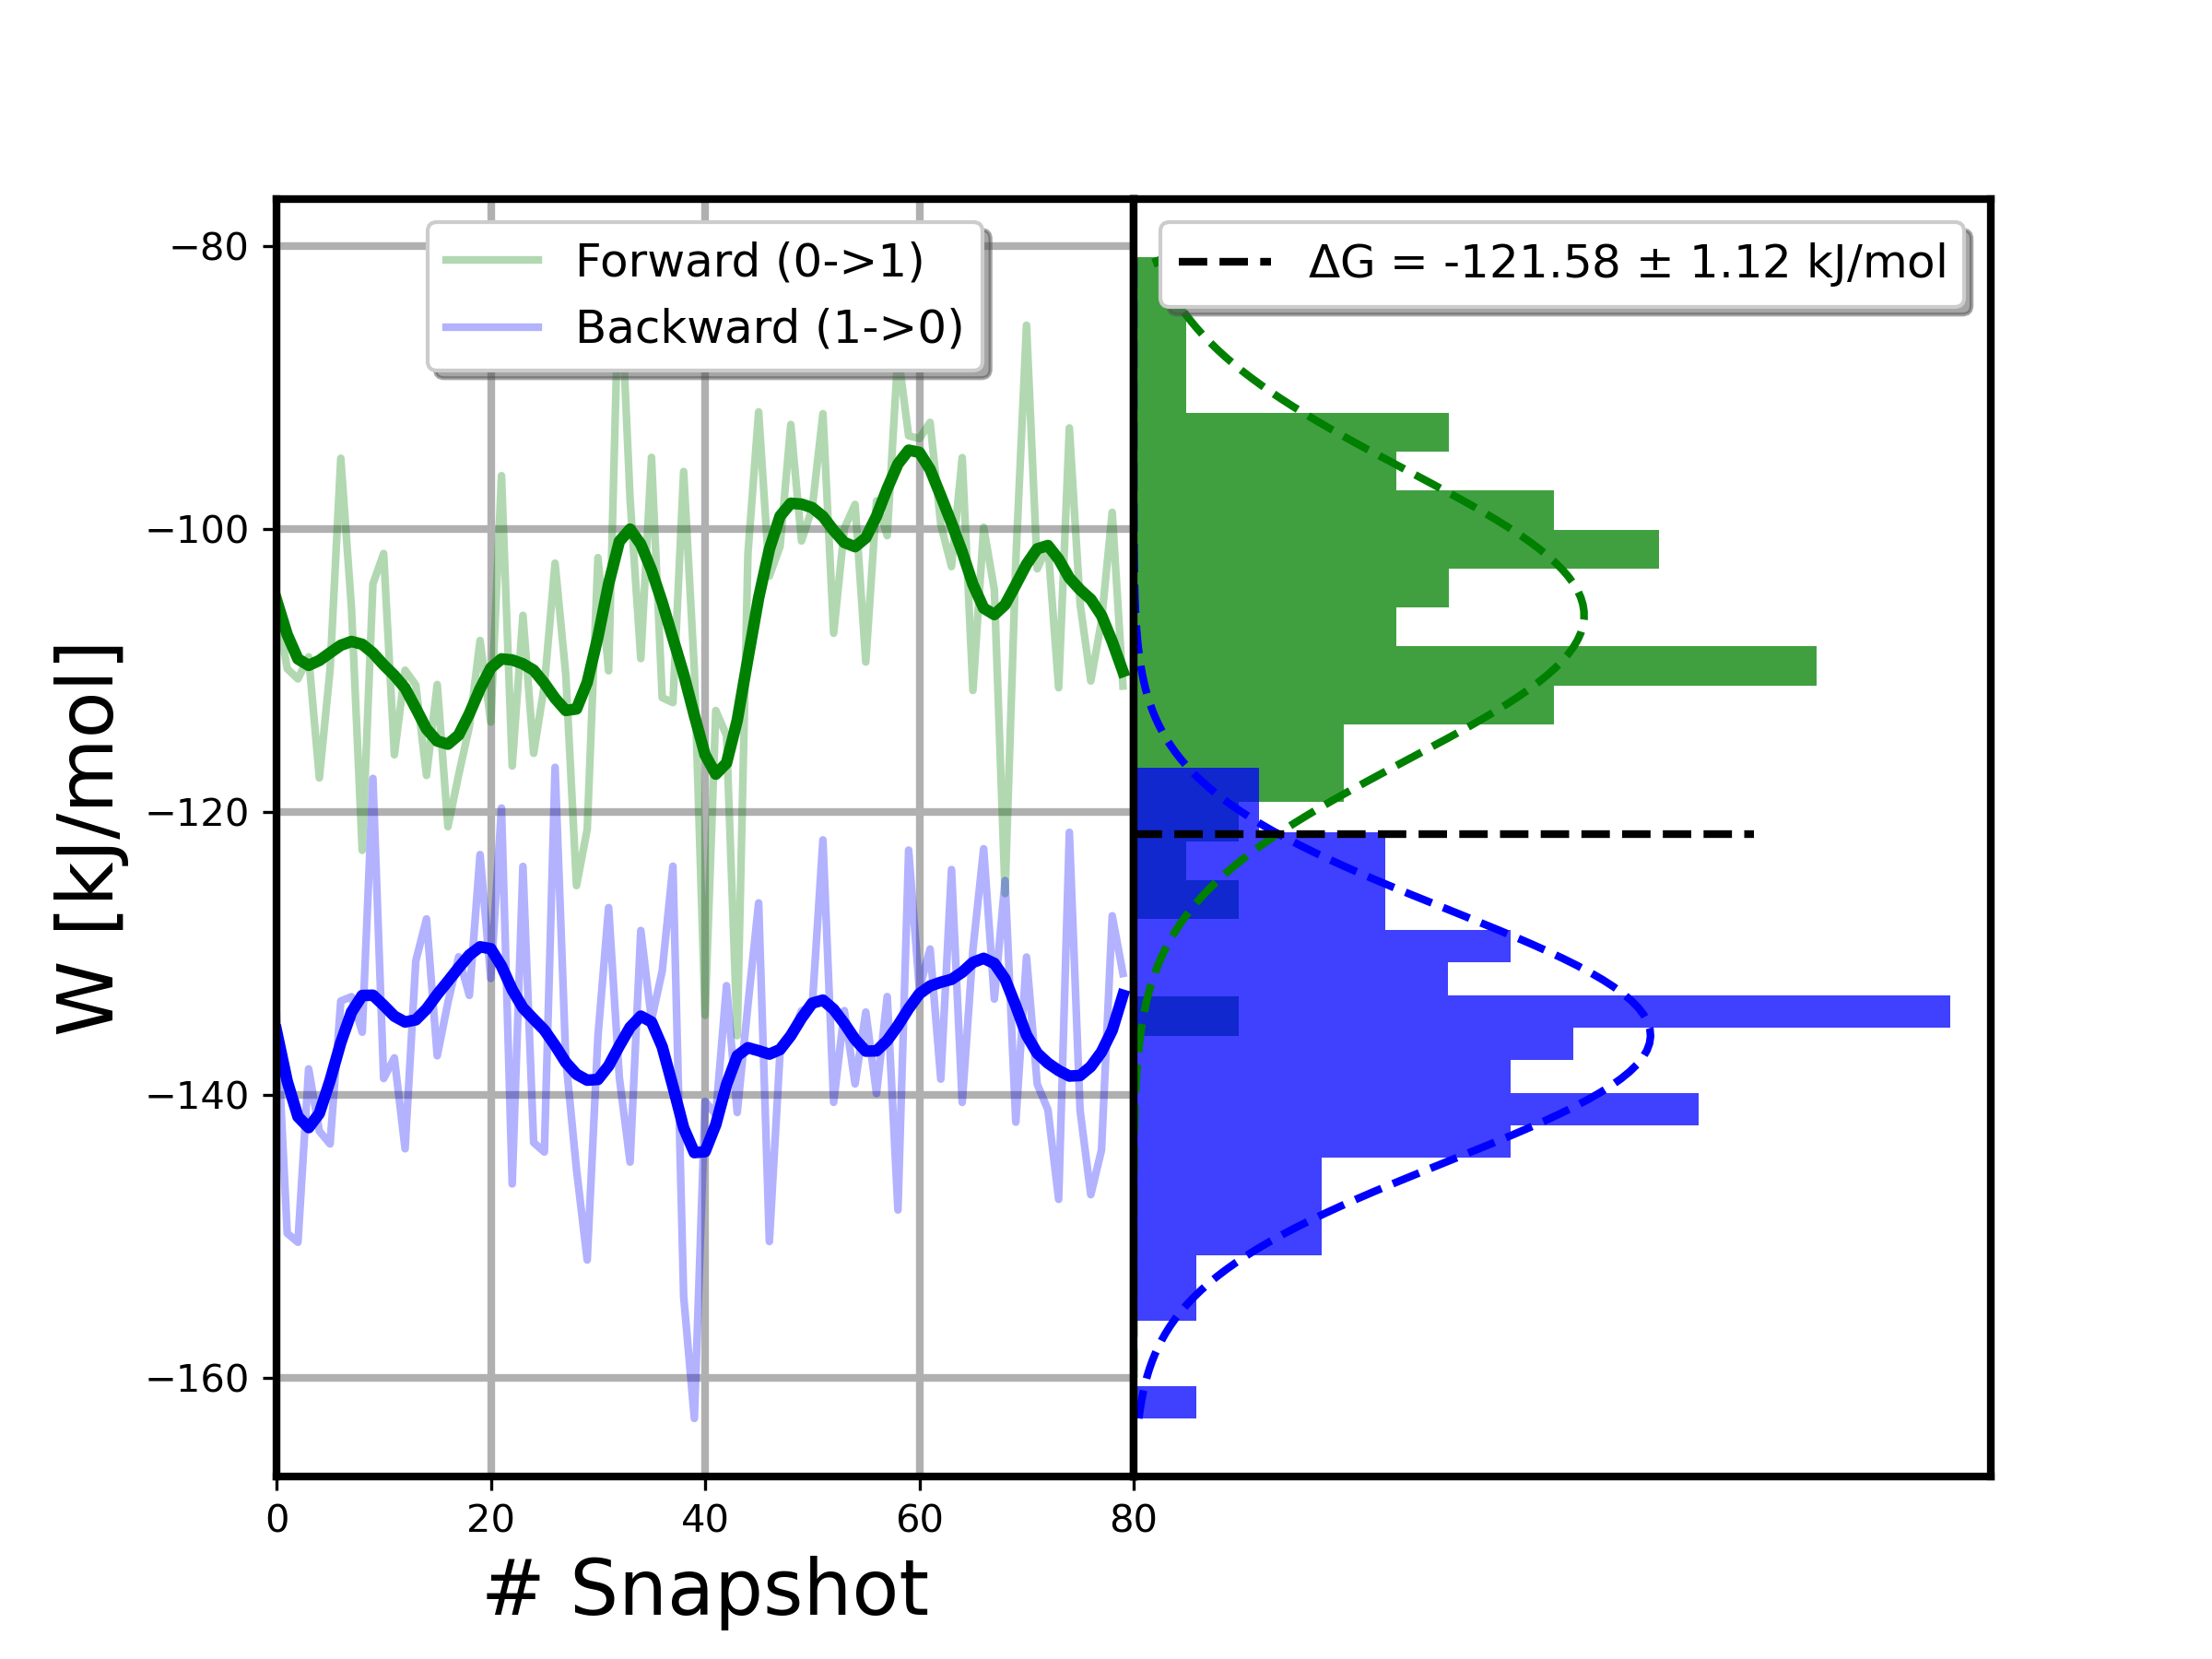 Forward (0->1)
Backward (1->0)
ΔG = -121.58 ± 1.12 kJ/mol
W [kJ/mol]
−80
−100
−120
−140
−160
0 20 40 60 80
# Snapshot